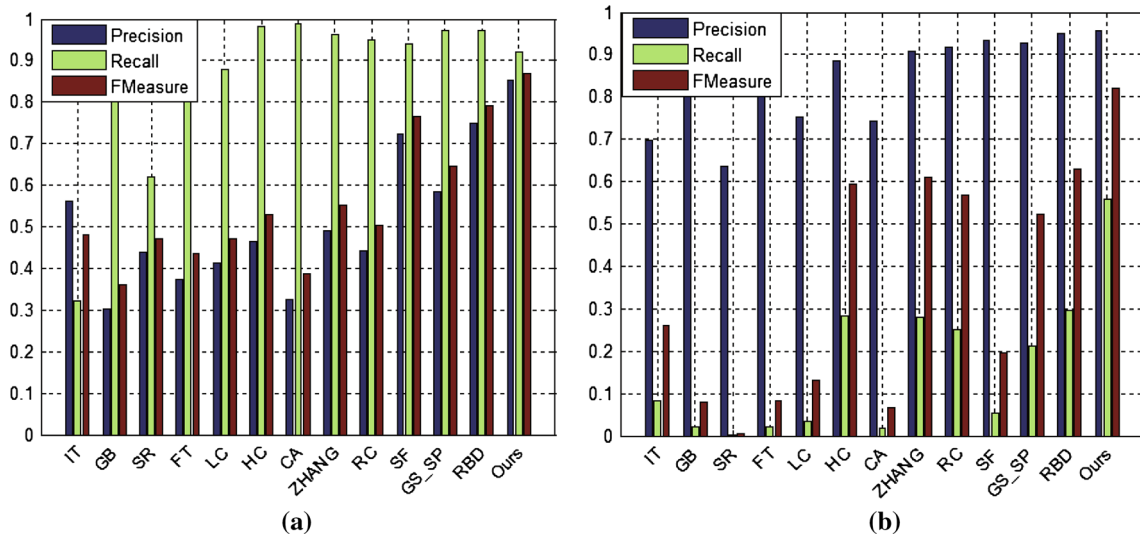 1
0.9
0.8
0.7
0.6
0.5
0.4
0.3
0.2
0.1
0
Precision
Recall
FMeasure
IT GB SR FT LC HC CA ZHANG RC SF GS_SP RBD Ours
(a)
1
0.9
0.8
0.7
0.6
0.5
0.4
0.3
0.2
0.1
0
Precision
Recall
FMeasure
IT GB SR FT LC HC CA ZHANG RC SF GS_SP RBD Ours
(b)